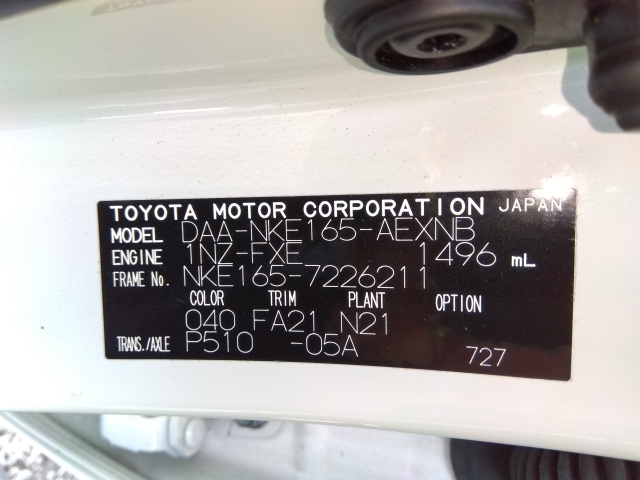 TOYOTA MOTOR CORPORATION JAPAN
MODEL DAA-NKE165-AEXNB
ENGINE 1NZ-FXE 1496 mL
FRAME No. NKE165-7226211
COLOR TRIM PLANT OPTION
040 FA21 N21
TRANS./AXLE P510 -05A 727